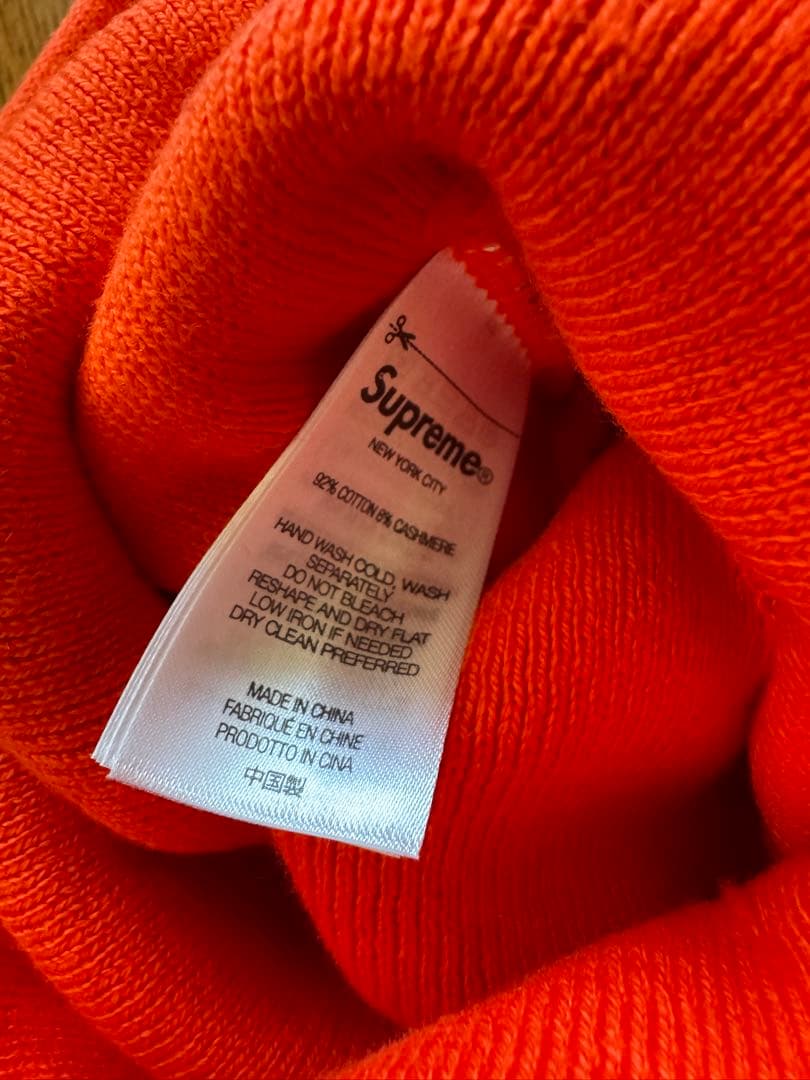 Supreme®
NEW YORK CITY
92% COTTON 8% CASHMERE
HAND WASH COLD, WASH
SEPARATELY
DO NOT BLEACH
RESHAPE AND DRY FLAT
LOW IRON IF NEEDED
DRY CLEAN PREFERRED
MADE IN CHINA
FABRIQUÉ EN CHINE
PRODOTTO IN CINA
中国製